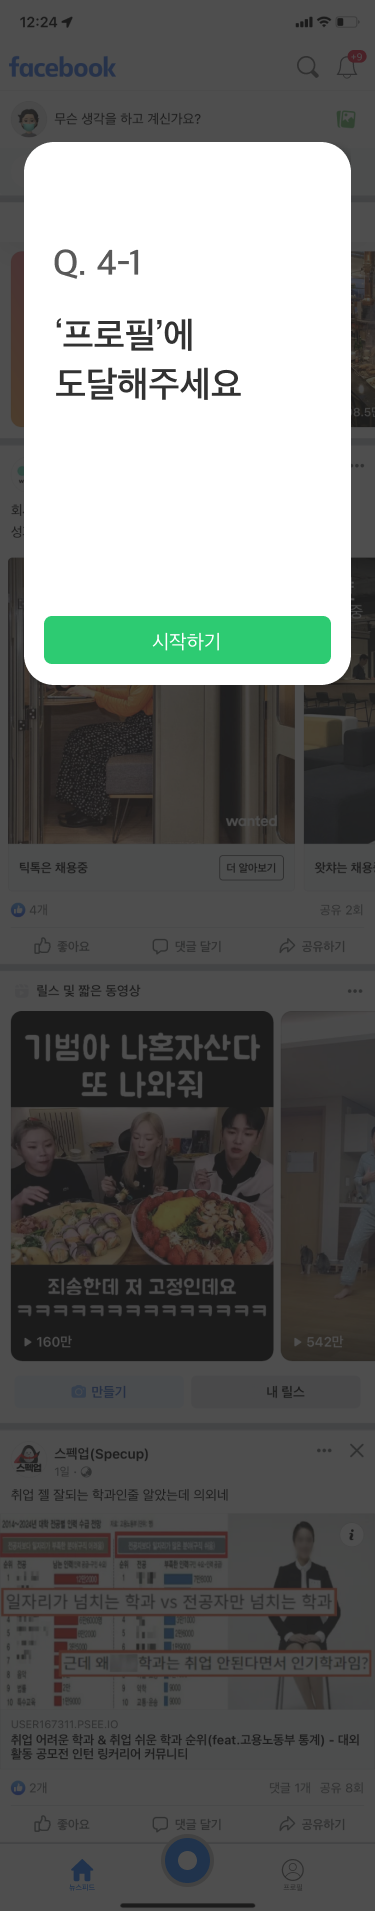 12:24
facebook
+9
무슨 생각을 하고 계신가요?
Q. 4-1
‘프로필’에
도달해주세요
시작하기
wanted
틱톡은 채용중
더 알아보기
왓챠는 채용
4개
공유 2회
좋아요
댓글 달기
공유하기
릴스 및 짧은 동영상
기범아 나혼자산다
또 나와줘
죄송한데 저 고정인데요
ㅋㅋㅋㅋㅋㅋㅋㅋㅋㅋㅋㅋㅋㅋ
160만
542만
만들기
내 릴스
스펙업
스펙업(Specup)
1일
취업 젤 잘되는 학과인줄 알았는데 의외네
일자리가 넘치는 학과 vs 전공자만 넘치는 학과
근데 왜 학과는 취업 안된다면서 인기학과임?
USER167311.PSEE.IO
취업 어려운 학과 & 취업 쉬운 학과 순위(feat.고용노동부 통계) - 대외
활동 공모전 인턴 링커리어 커뮤니티
2개
댓글 1개 공유 8회
좋아요
댓글 달기
공유하기
뉴스피드
프로필